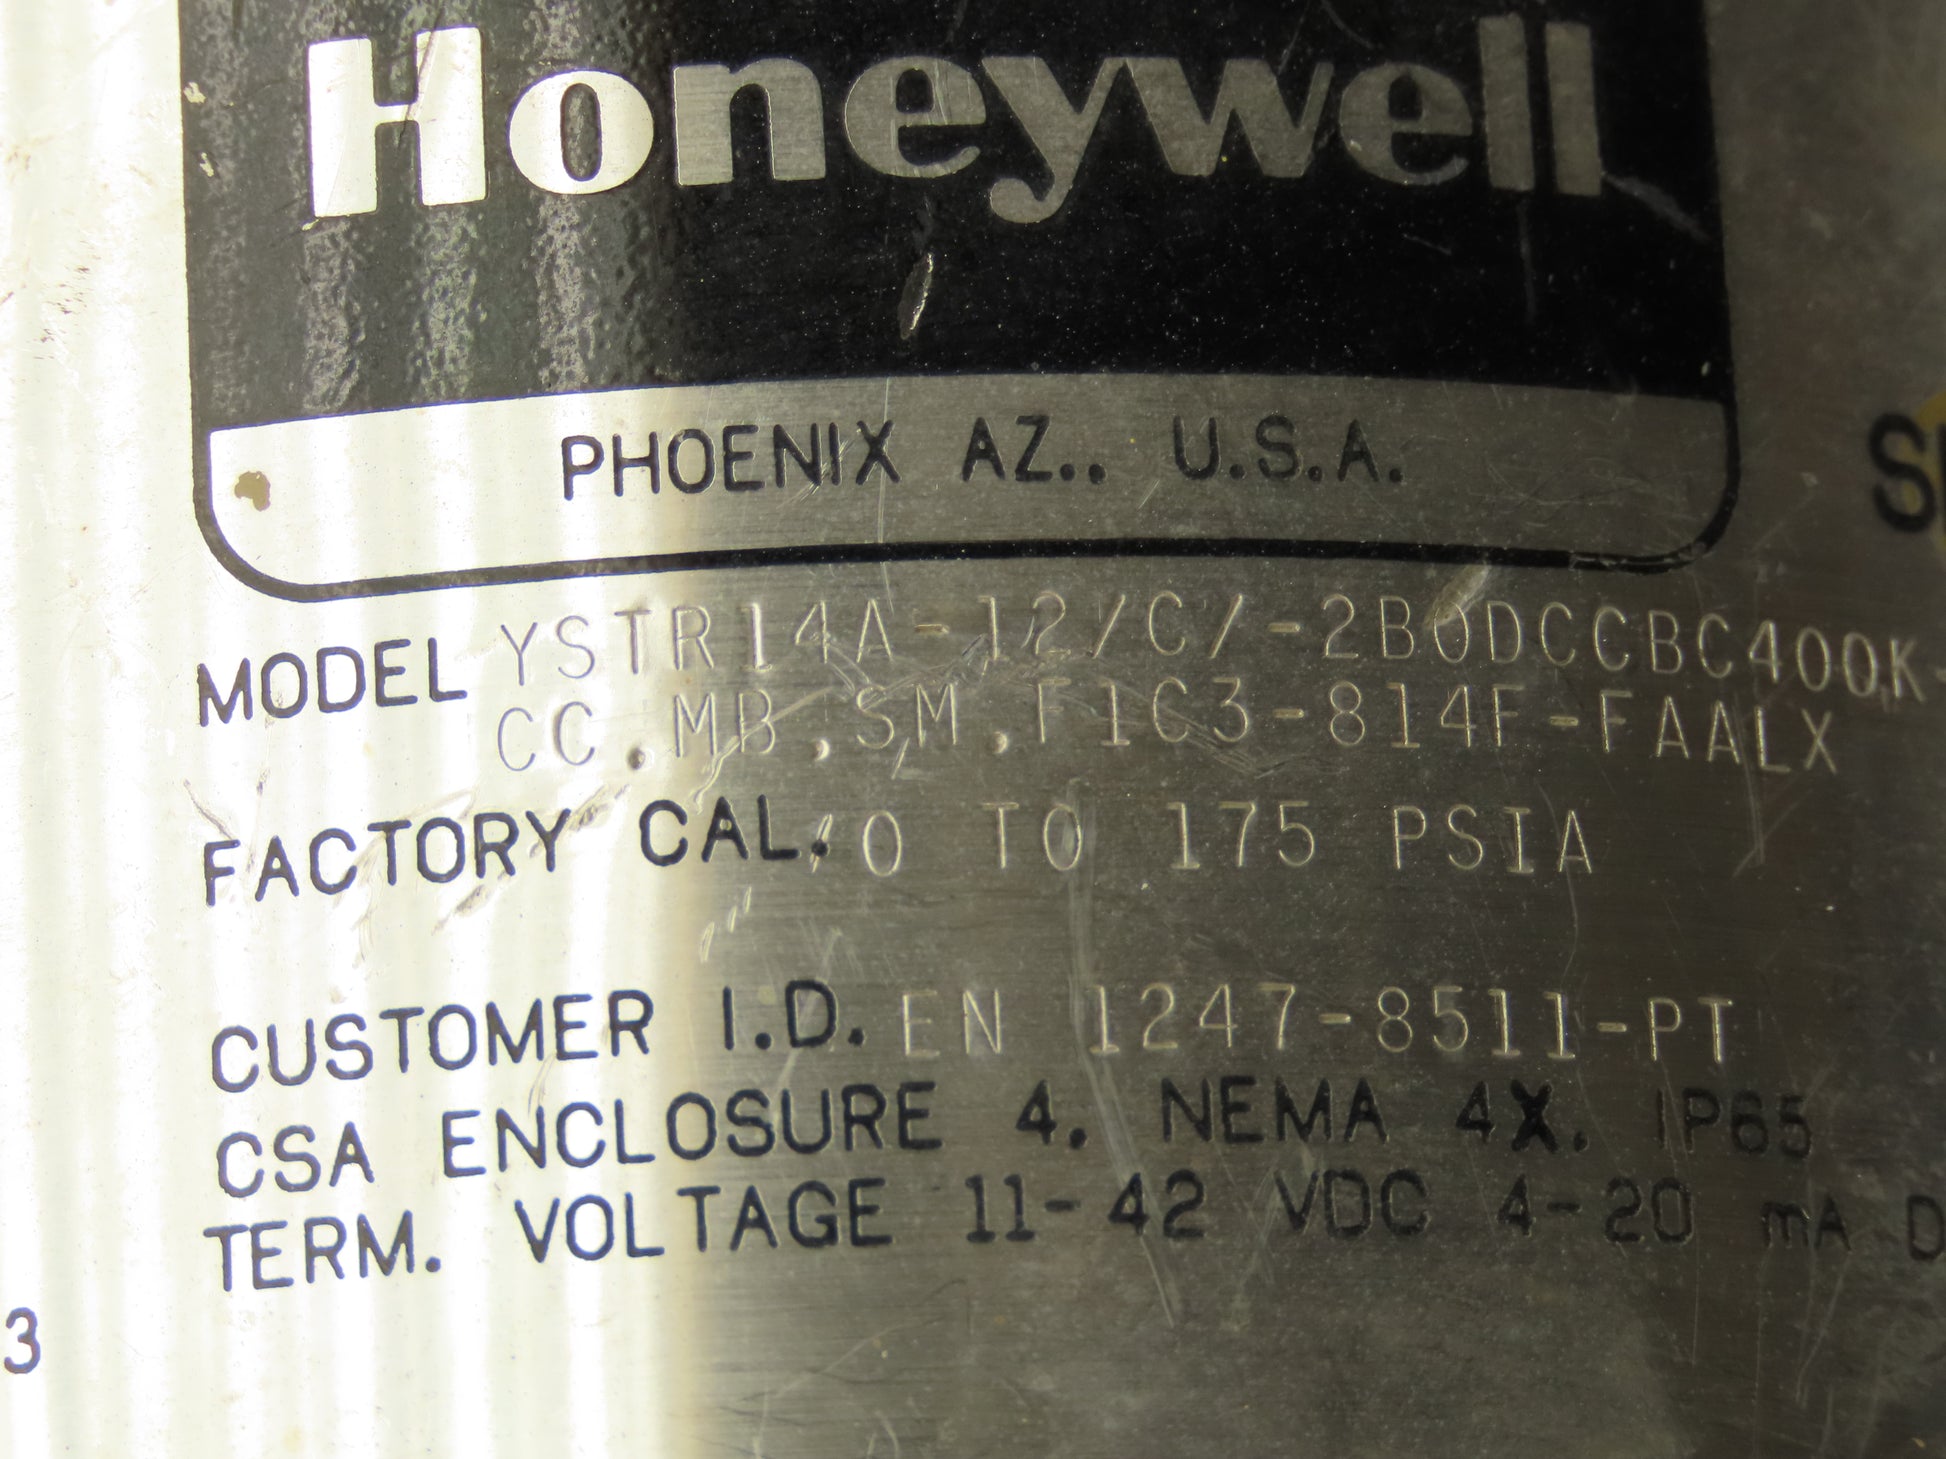 Honeywell
PHOENIX AZ., U.S.A.
MODEL YSTR14A-12/C/-2B0DCCBC400K-
CC.MB,SM,F1C3-814F-FAALX
FACTORY CAL. 0 TO 175 PSIA
CUSTOMER I.D. EN 1247-8511-PT
CSA ENCLOSURE 4, NEMA 4X, IP65
TERM. VOLTAGE 11-42 VDC 4-20 mA D
3